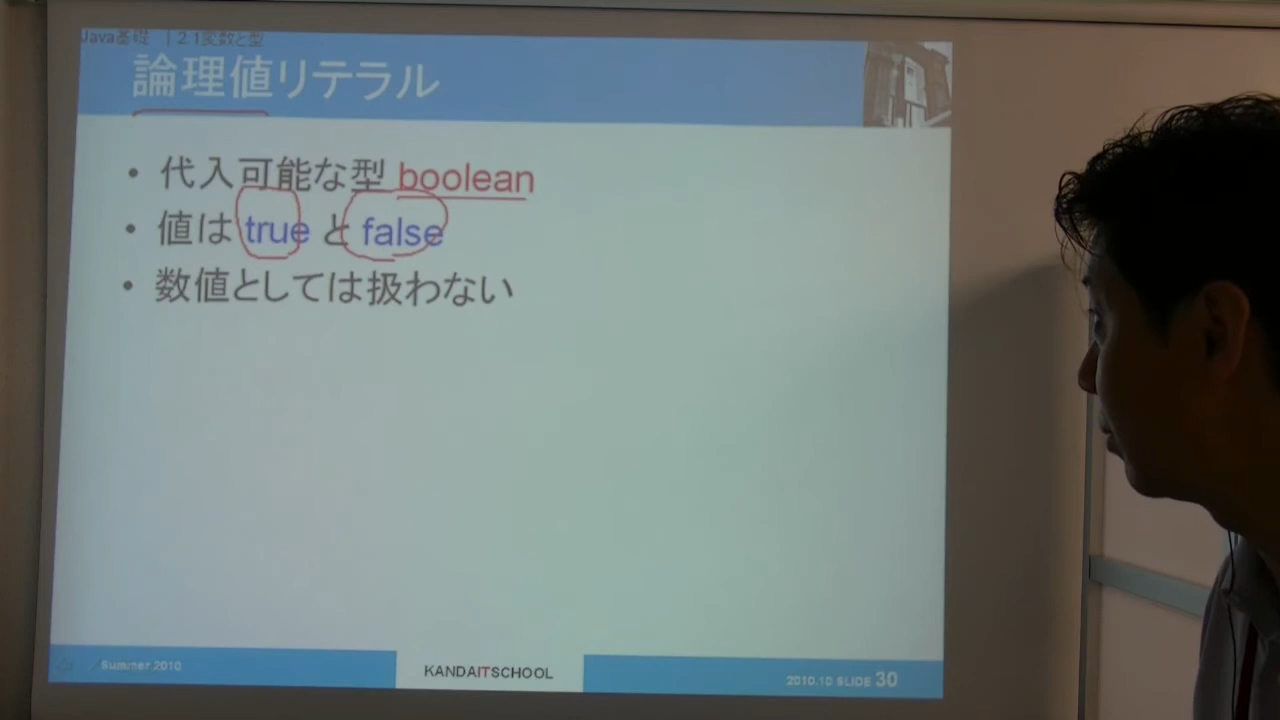 Java基礎 | 2.1変数と型
論理値リテラル
• 代入可能な型 boolean
• 値は true と false
• 数値としては扱わない
Summer 2010
KANDAITSCHOOL
2010.10 SLIDE 30